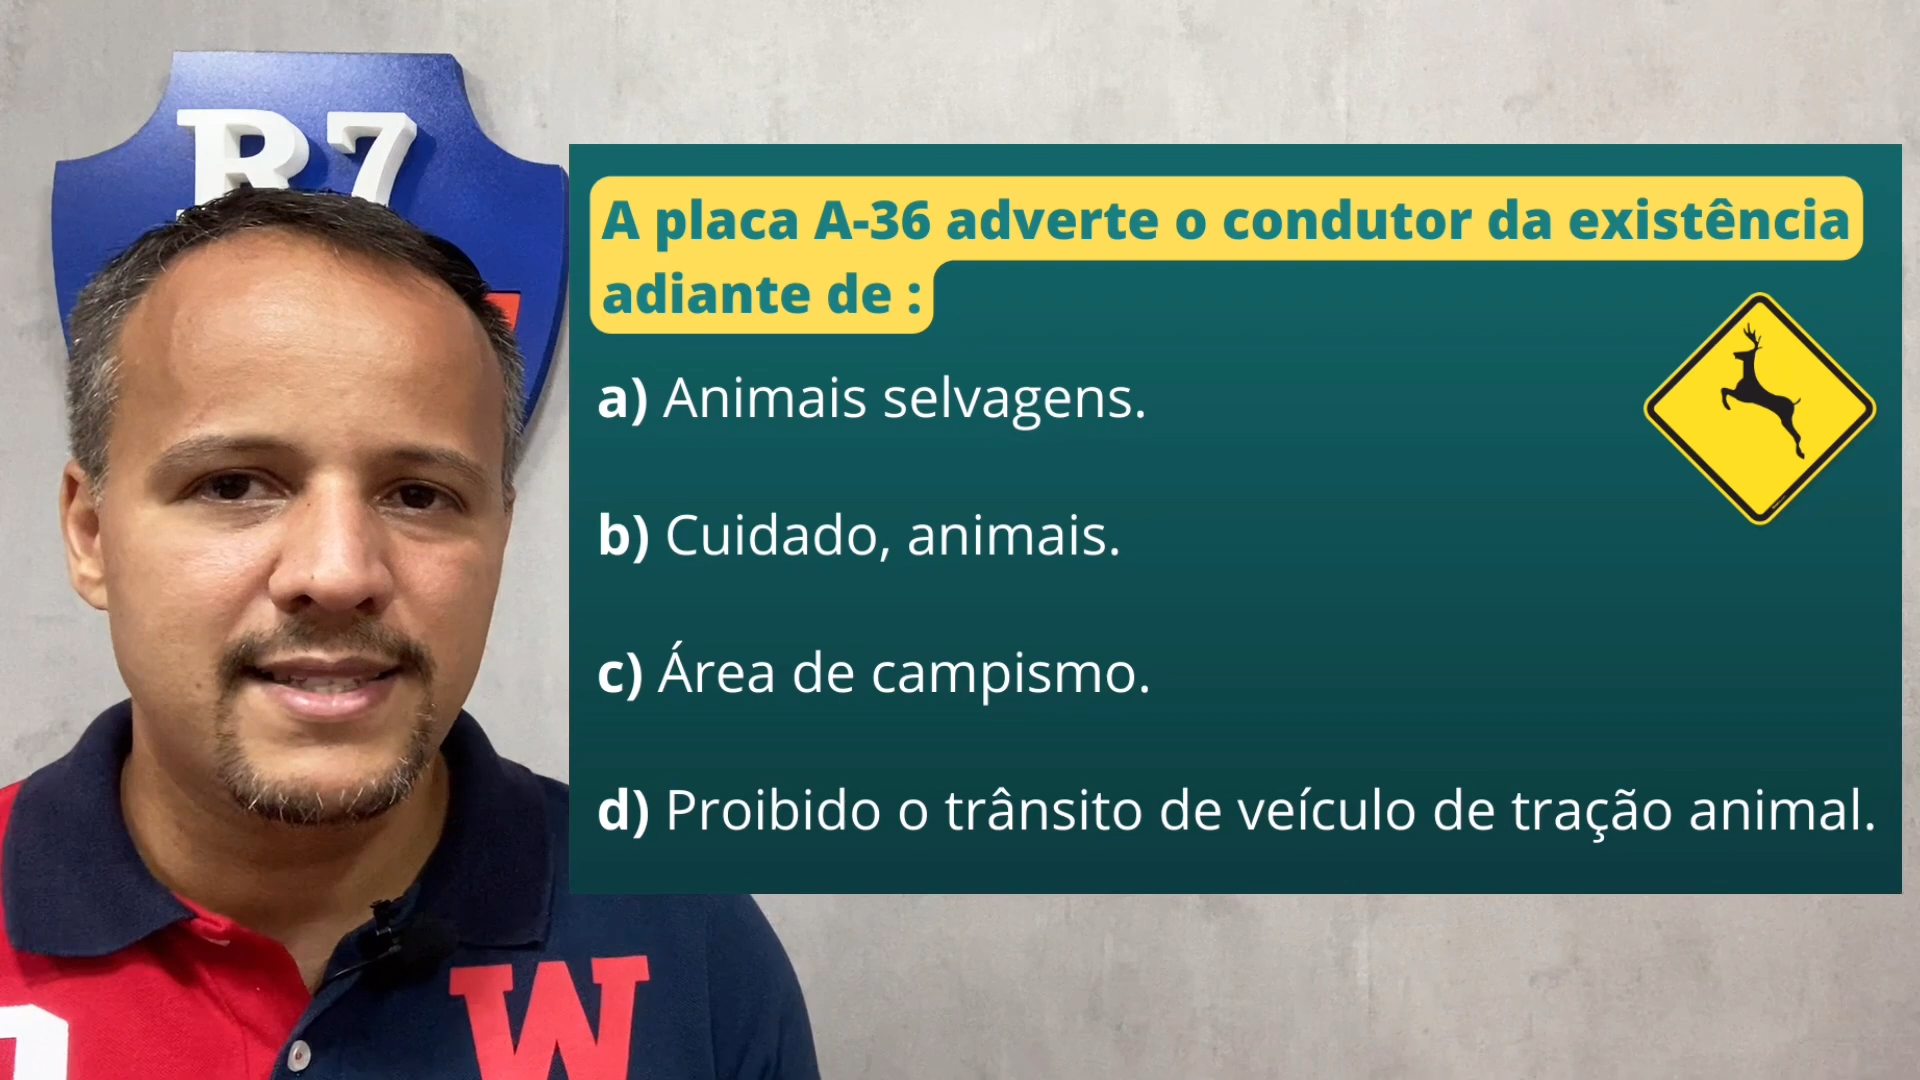 R7
A placa A-36 adverte o condutor da existência
adiante de :
a) Animais selvagens.
b) Cuidado, animais.
c) Área de campismo.
d) Proibido o trânsito de veículo de tração animal.
W